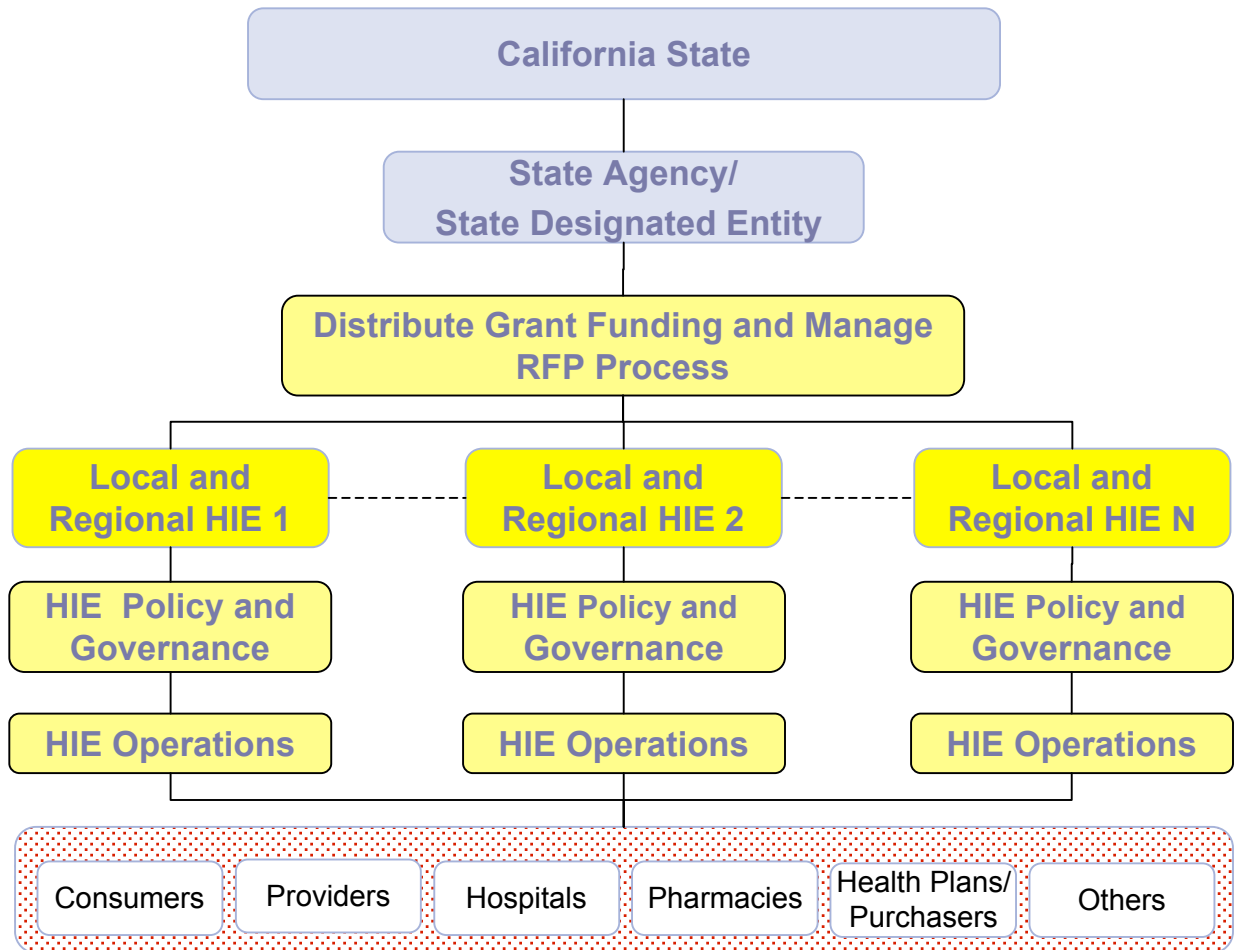 California State
State Agency/
State Designated Entity
Distribute Grant Funding and Manage
RFP Process
Local and
Regional HIE 1
Local and
Regional HIE 2
Local and
Regional HIE N
HIE Policy and
Governance
HIE Policy and
Governance
HIE Policy and
Governance
HIE Operations
HIE Operations
HIE Operations
Consumers
Providers
Hospitals
Pharmacies
Health Plans/
Purchasers
Others